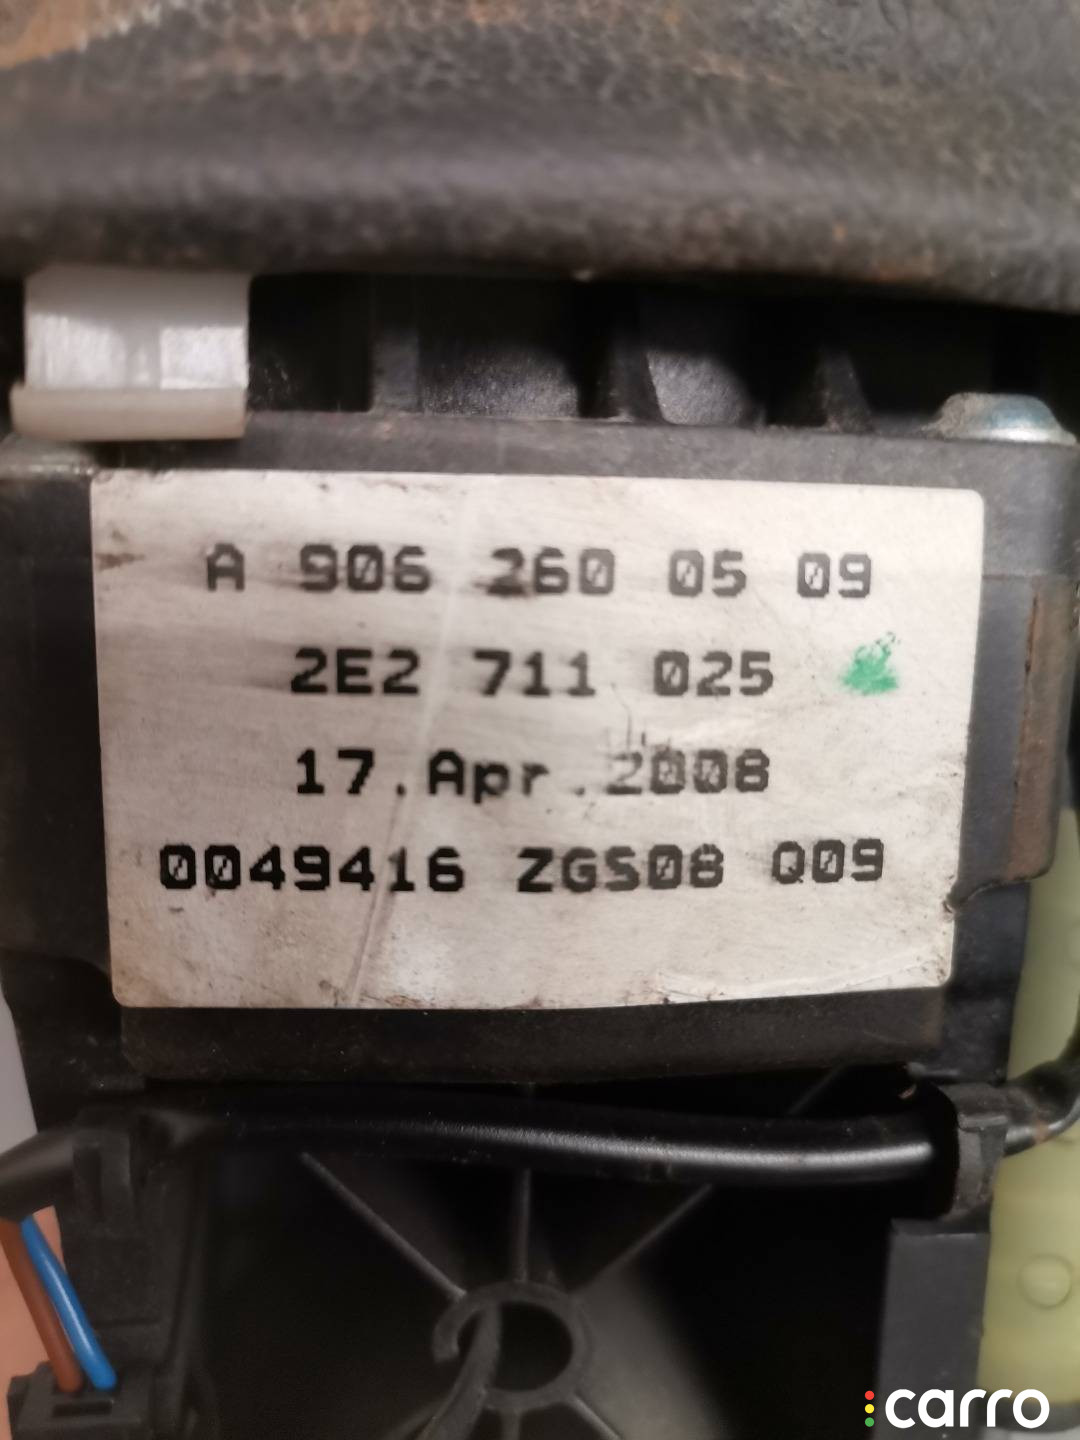 A 906 260 05 09
2E2 711 025
17.Apr.2008
0049416 ZGS08 Q09
carro